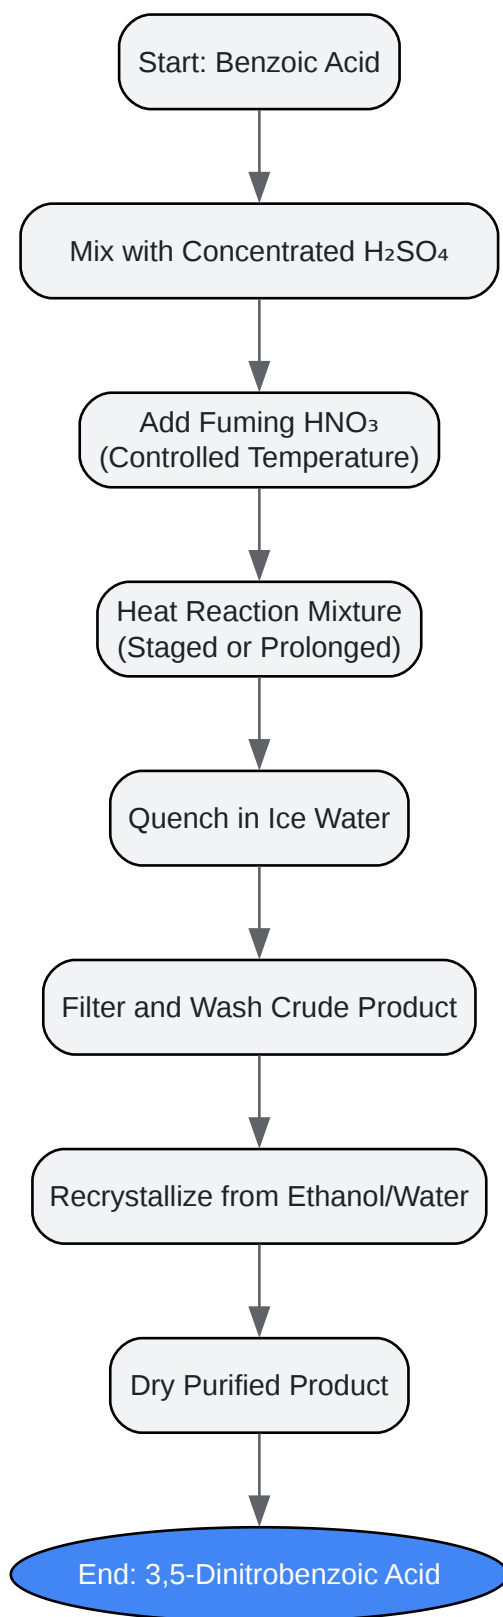 Start: Benzoic Acid
Mix with Concentrated H₂SO₄
Add Fuming HNO₃
(Controlled Temperature)
Heat Reaction Mixture
(Staged or Prolonged)
Quench in Ice Water
Filter and Wash Crude Product
Recrystallize from Ethanol/Water
Dry Purified Product
End: 3,5-Dinitrobenzoic Acid